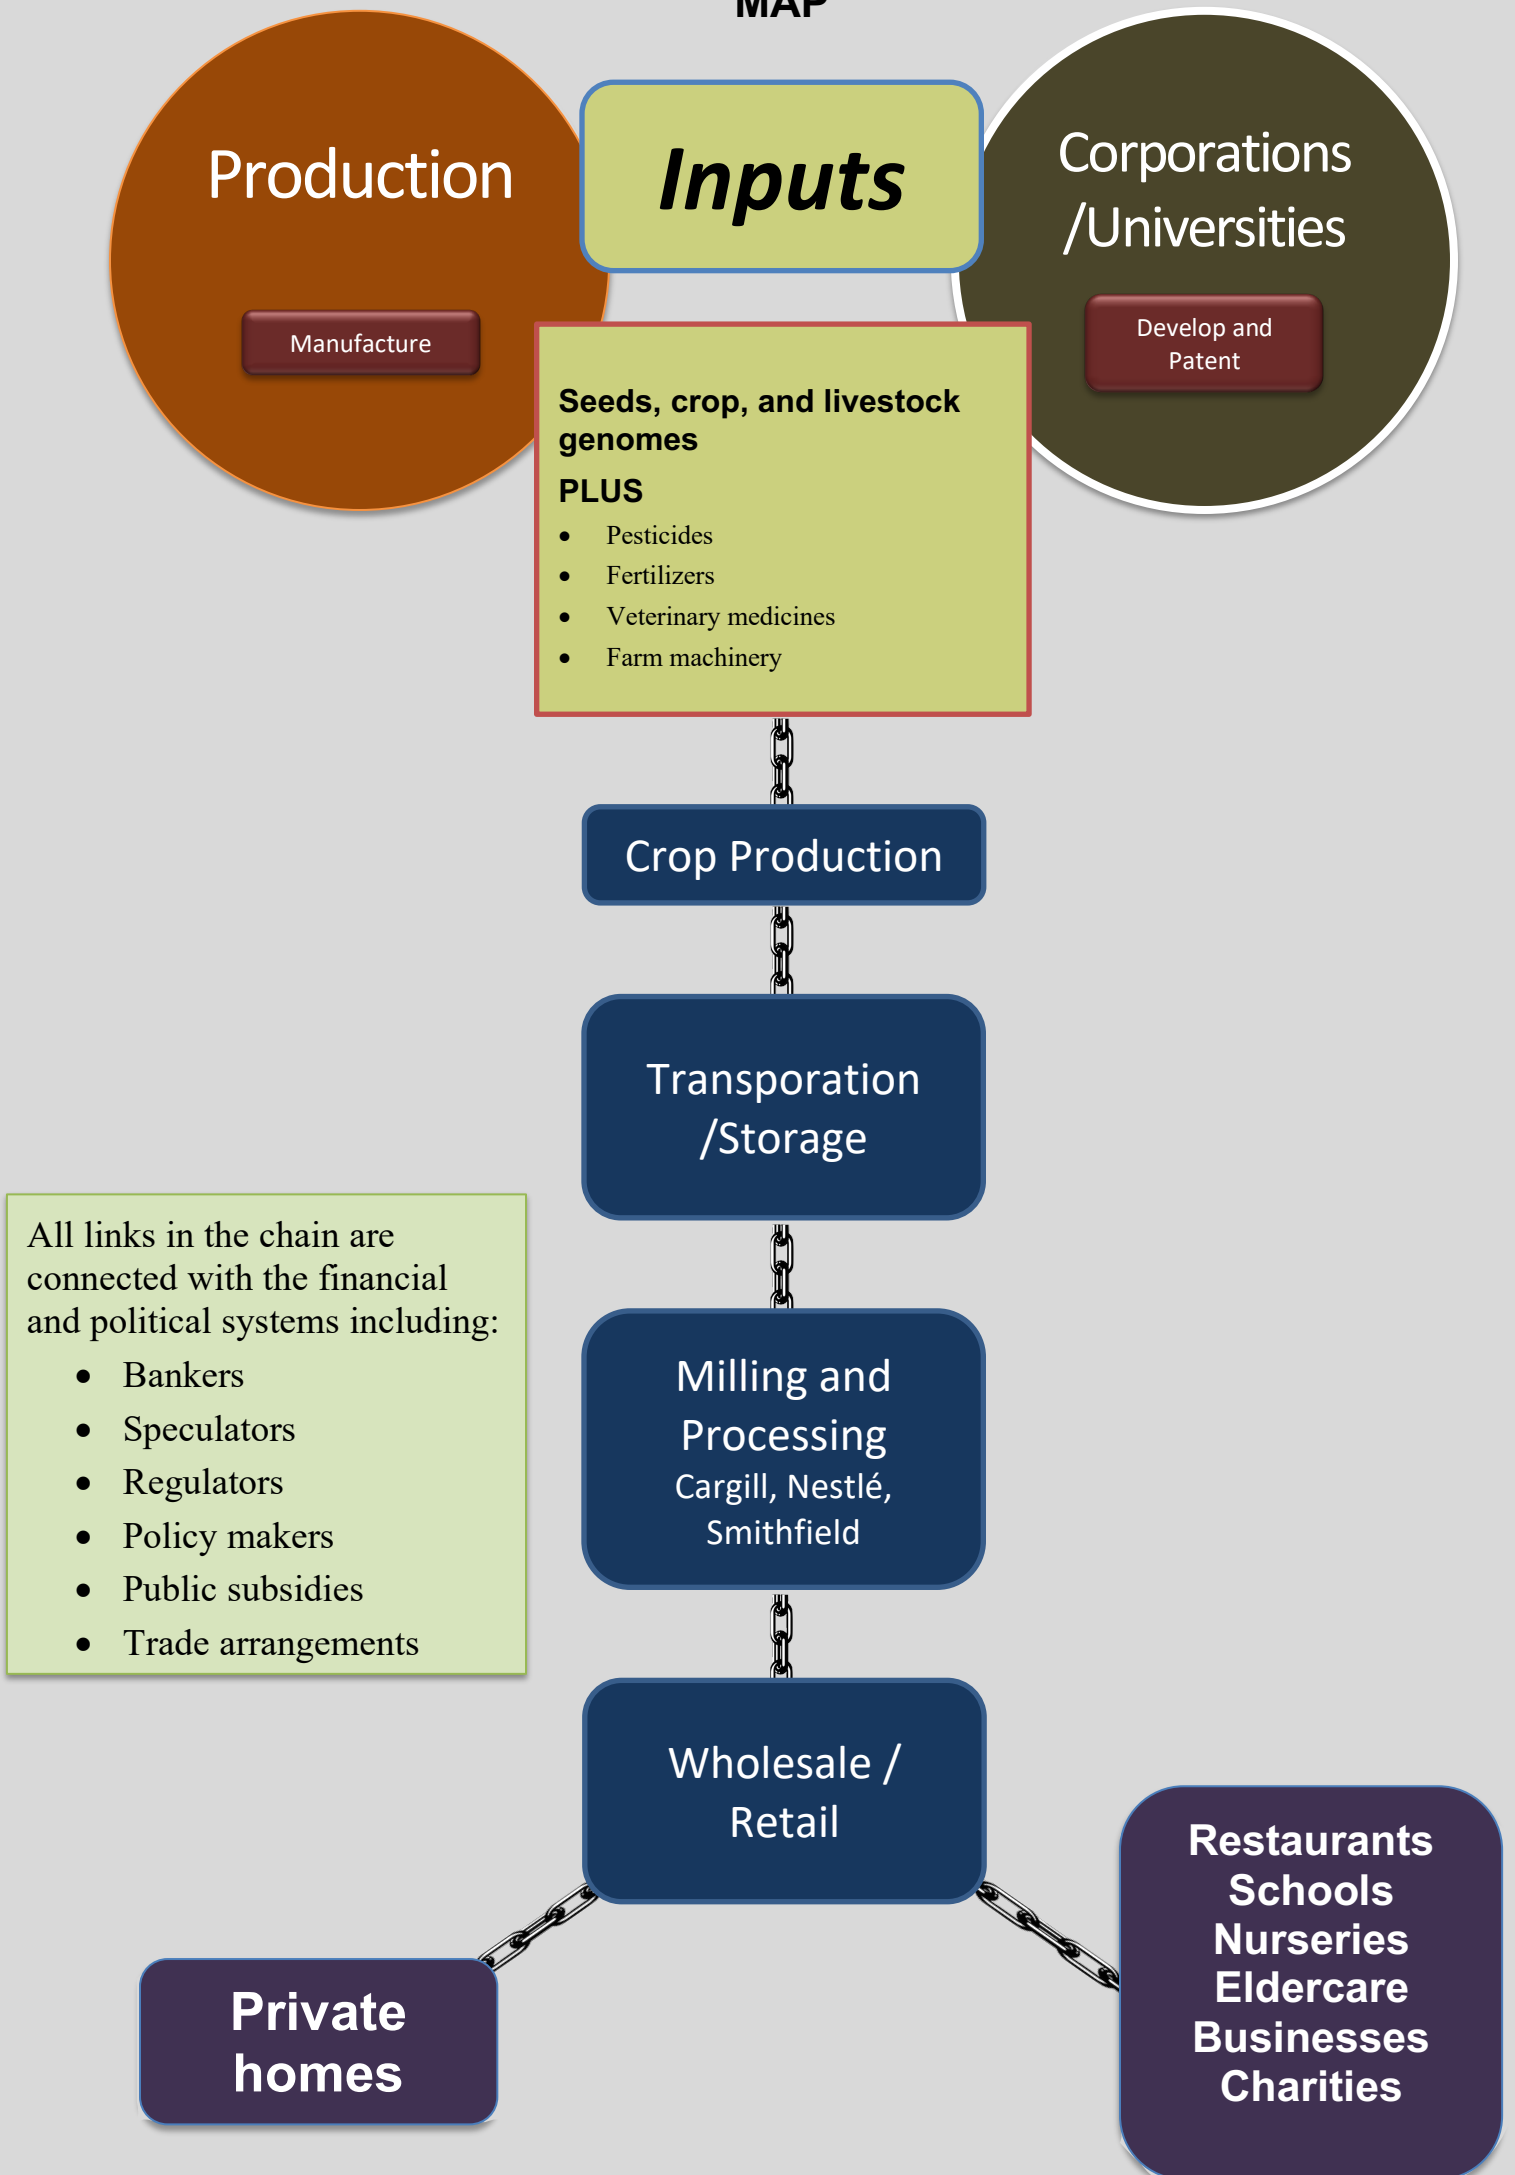 MAP
Production
Manufacture
Inputs
Corporations
/Universities
Develop and
Patent
Seeds, crop, and livestock
genomes
PLUS
• Pesticides
• Fertilizers
• Veterinary medicines
• Farm machinery
Crop Production
Transporation
/Storage
All links in the chain are
connected with the financial
and political systems including:
• Bankers
• Speculators
• Regulators
• Policy makers
• Public subsidies
• Trade arrangements
Milling and
Processing
Cargill, Nestlé,
Smithfield
Wholesale /
Retail
Private
homes
Restaurants
Schools
Nurseries
Eldercare
Businesses
Charities